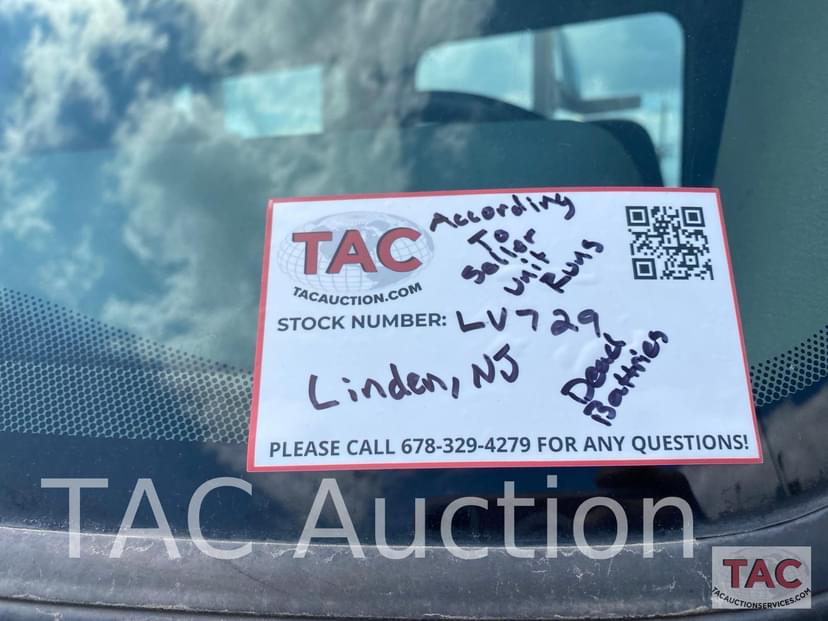 TAC
TACAUCTION.COM
According
To
Seller
unit
Runs
STOCK NUMBER: LV729
Linden, NJ
Dead
Battries
PLEASE CALL 678-329-4279 FOR ANY QUESTIONS!
TAC Auction
TAC
TACAUCTIONSERVICES.COM